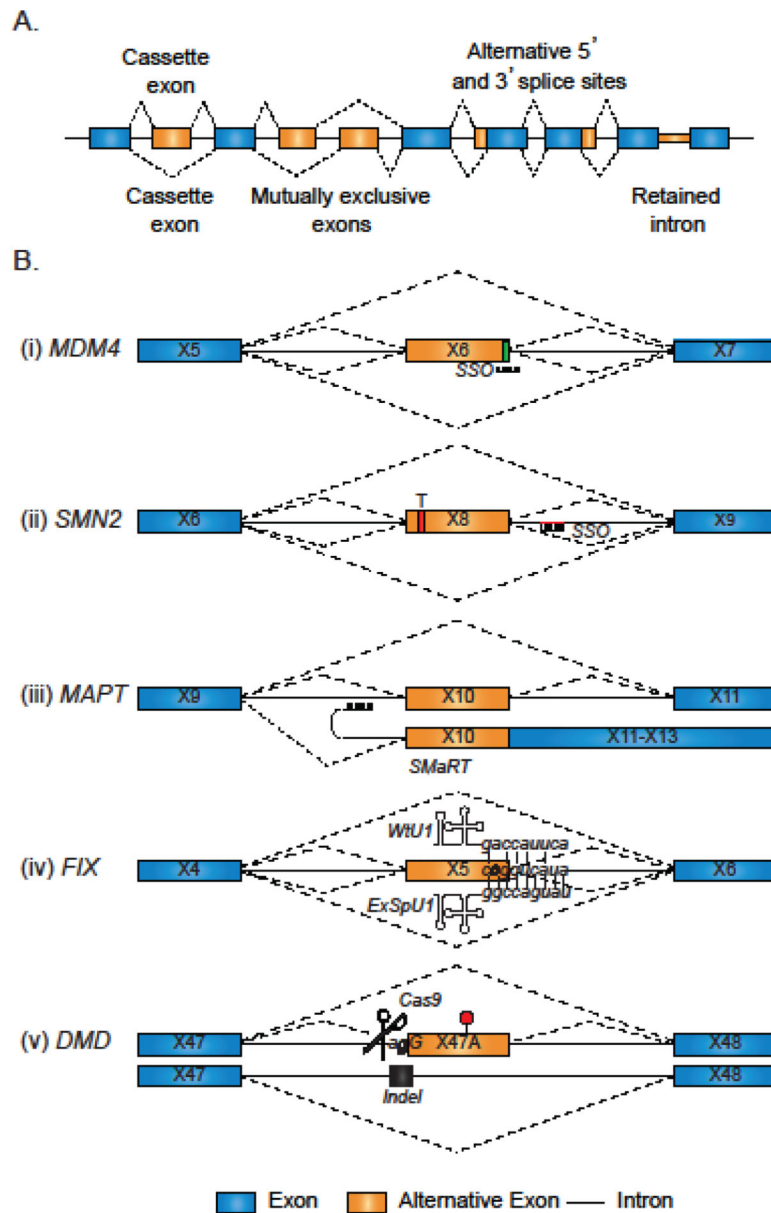 A.
Cassette
exon
Alternative 5'
and 3' splice sites
Cassette
exon
Mutually exclusive
exons
Retained
intron
B.
(i) MDM4
X5
X6
X7
SSO
(ii) SMN2
X6
T
X8
X9
SSO
(iii) MAPT
X9
X10
X11
X10
X11-X13
SMaRT
(iv) FIX
WtU1
gaccauuca
X4
X5
X6
ExSpU1
ggccaguau
(v) DMD
Cas9
X47
agG
X47A
X48
X47
X48
Indel
Exon
Alternative Exon
Intron